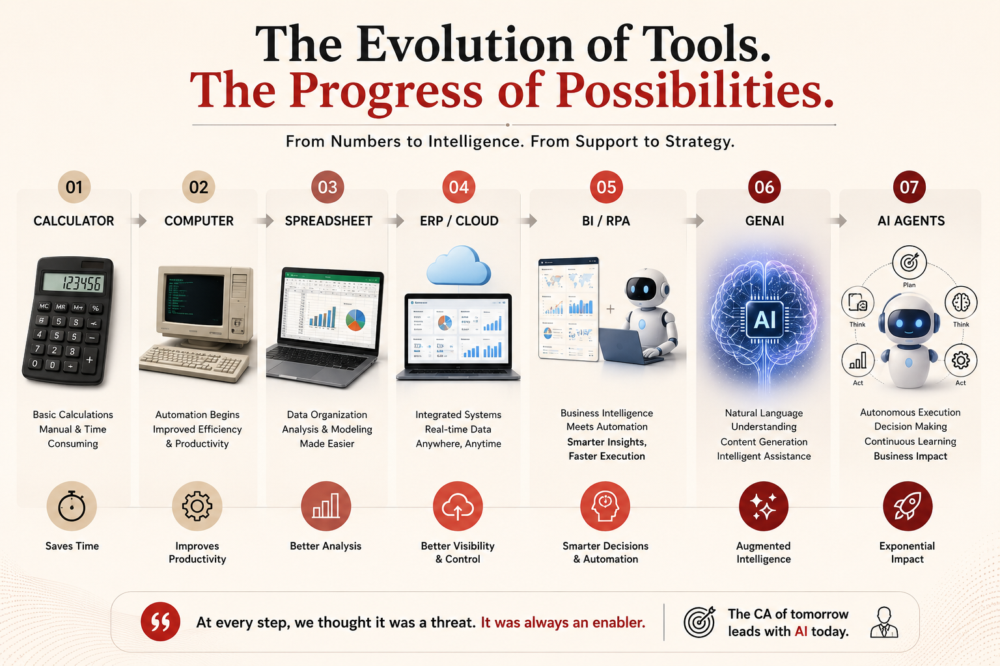 The Evolution of Tools.
The Progress of Possibilities.
From Numbers to Intelligence. From Support to Strategy.
01
CALCULATOR
123456
MC MR M+ %
4 5 6 −
7 2 8
+
Basic Calculations
Manual & Time
Consuming
Saves Time
02
COMPUTER
Automation Begins
Improved Efficiency
& Productivity
Improves
Productivity
03
SPREADSHEET
Data Organization
Analysis & Modeling
Made Easier
Better Analysis
04
ERP / CLOUD
Integrated Systems
Real-time Data
Anywhere, Anytime
Better Visibility
& Control
05
BI / RPA
+
Business Intelligence
Meets Automation
Smarter Insights,
Faster Execution
Smarter Decisions
& Automation
06
GENAI
AI
Natural Language
Understanding
Content Generation
Intelligent Assistance
Augmented
Intelligence
07
AI AGENTS
Plan
Think
Think
Act
Act
Autonomous Execution
Decision Making
Continuous Learning
Business Impact
Exponential
Impact
At every step, we thought it was a threat. It was always an enabler.
The CA of tomorrow
leads with AI today.